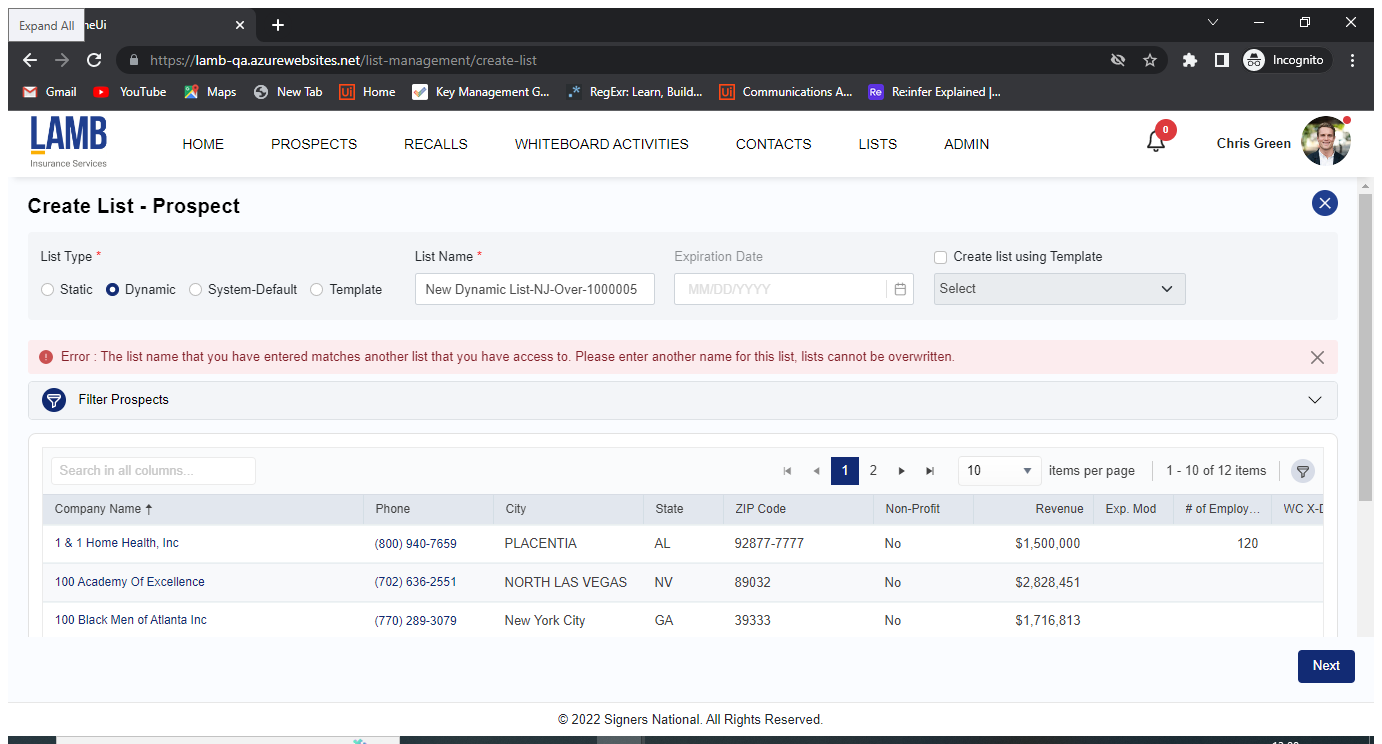 Expand All neUi
https://lamb-qa.azurewebsites.net/list-management/create-list Incognito
Gmail YouTube Maps New Tab Home Key Management G... RegExr: Learn, Build... Communications A... Re:infer Explained |...
LAMB
Insurance Services
HOME PROSPECTS RECALLS WHITEBOARD ACTIVITIES CONTACTS LISTS ADMIN 0 Chris Green
Create List - Prospect
List Type * List Name * Expiration Date Create list using Template
Static Dynamic System-Default Template New Dynamic List-NJ-Over-1000005 MM/DD/YYYY Select
Error : The list name that you have entered matches another list that you have access to. Please enter another name for this list, lists cannot be overwritten.
Filter Prospects
Search in all columns... 1 2 10 items per page 1 - 10 of 12 items
Company Name Phone City State ZIP Code Non-Profit Revenue Exp. Mod # of Employ... WC X-D
1 & 1 Home Health, Inc (800) 940-7659 PLACENTIA AL 92877-7777 No $1,500,000 120
100 Academy Of Excellence (702) 636-2551 NORTH LAS VEGAS NV 89032 No $2,828,451
100 Black Men of Atlanta Inc (770) 289-3079 New York City GA 39333 No $1,716,813
Next
© 2022 Signers National. All Rights Reserved.